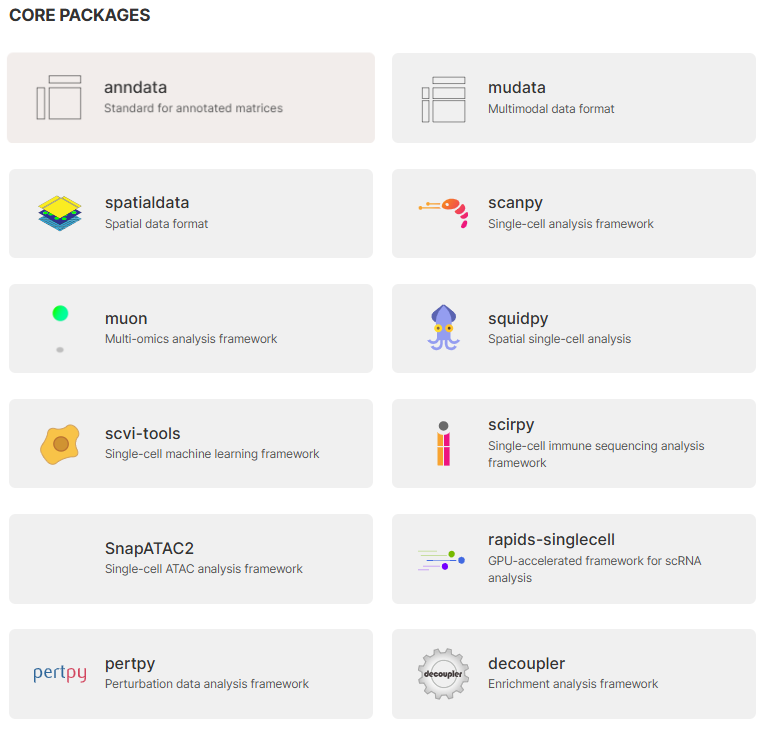 CORE PACKAGES
anndata
Standard for annotated matrices
mudata
Multimodal data format
spatialdata
Spatial data format
scanpy
Single-cell analysis framework
muon
Multi-omics analysis framework
squidpy
Spatial single-cell analysis
scvi-tools
Single-cell machine learning framework
scirpy
Single-cell immune sequencing analysis
framework
SnapATAC2
Single-cell ATAC analysis framework
rapids-singlecell
GPU-accelerated framework for scRNA
analysis
pertpy
pertpy
Perturbation data analysis framework
decoupler
decoupler
Enrichment analysis framework